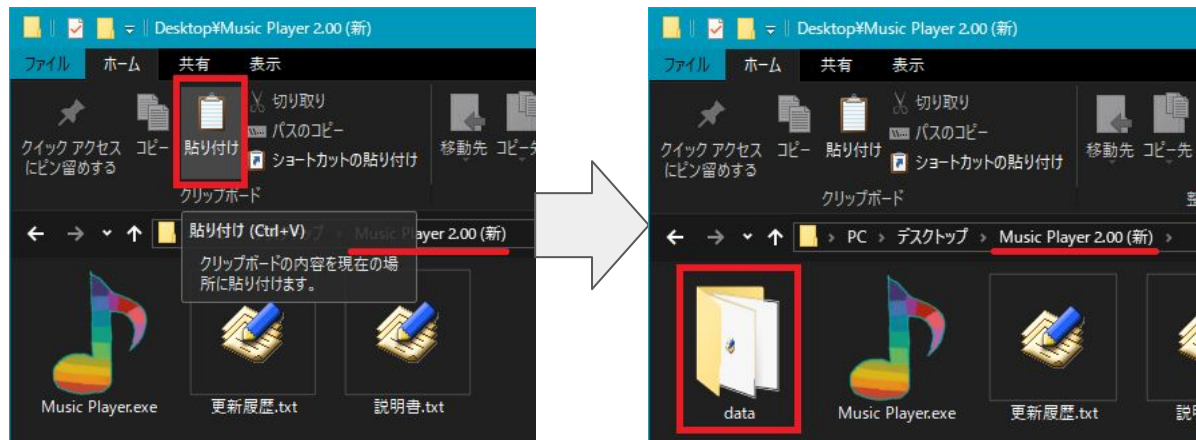 Desktop¥Music Player 2.00 (新)
ファイル ホーム 共有 表示
クイック アクセス
にピン留めする
コピー
貼り付け
切り取り
パスのコピー
ショートカットの貼り付け
移動先
クリップボード
貼り付け (Ctrl+V)
クリップボードの内容を現在の場
所に貼り付けます。
Music Player 2.00 (新)
Music Player.exe
更新履歴.txt
説明書.txt
Desktop¥Music Player 2.00 (新)
ファイル ホーム 共有 表示
クイック アクセス
にピン留めする
コピー
貼り付け
切り取り
パスのコピー
ショートカットの貼り付け
移動先 コピー先
クリップボード
PC › デスクトップ › Music Player 2.00 (新) ›
data
Music Player.exe
更新履歴.txt